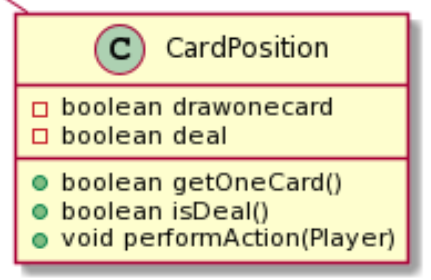 C CardPosition
boolean drawonecard
boolean deal
boolean getOneCard()
boolean isDeal()
void performAction(Player)